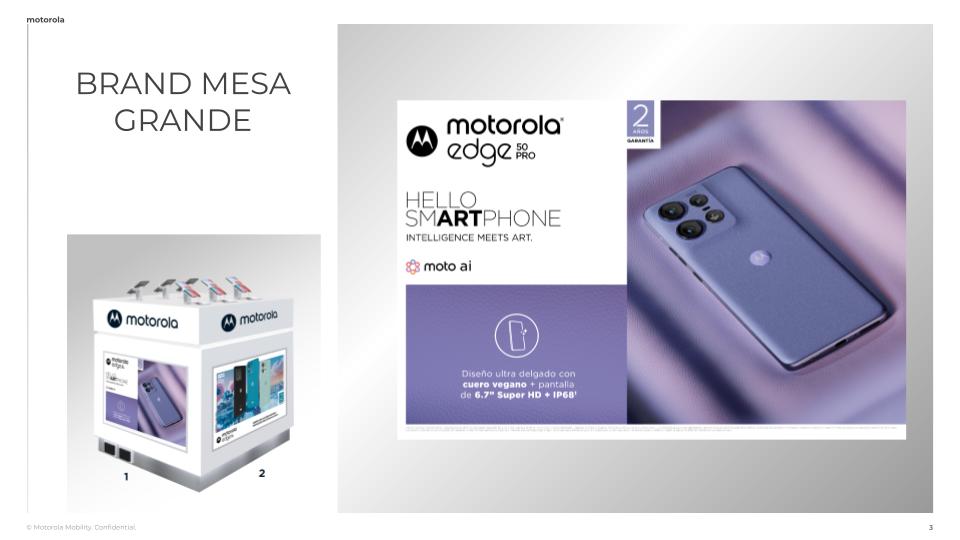 motorola
BRAND MESA
GRANDE
motorola
edge 50 PRO
HELLO
SMARTPHONE
INTELLIGENCE MEETS ART.
moto ai
Diseño ultra delgado con
cuero vegano + pantalla
de 6.7" Super HD + IP68¹
2
AÑOS
GARANTÍA
motorola
motorola
1
2
© Motorola Mobility. Confidential.
3